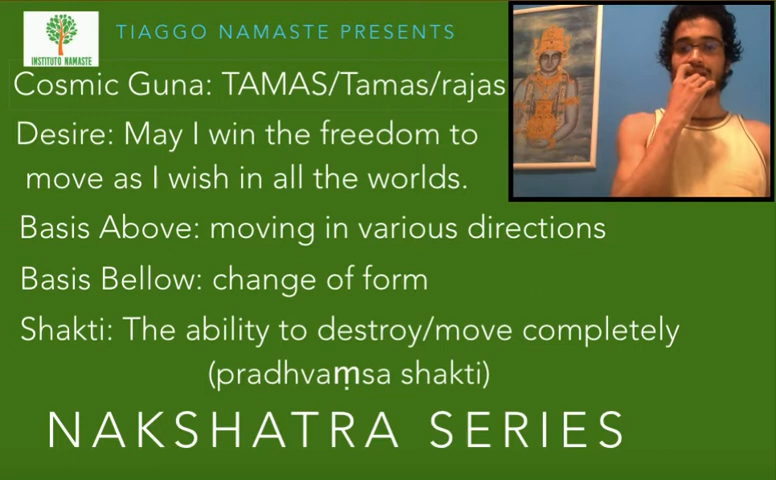 TIAGGO NAMASTE PRESENTS
INSTITUTO NAMASTE
Cosmic Guna: TAMAS/Tamas/rajas
Desire: May I win the freedom to
move as I wish in all the worlds.
Basis Above: moving in various directions
Basis Bellow: change of form
Shakti: The ability to destroy/move completely
(pradhvaṃsa shakti)
NAKSHATRA SERIES